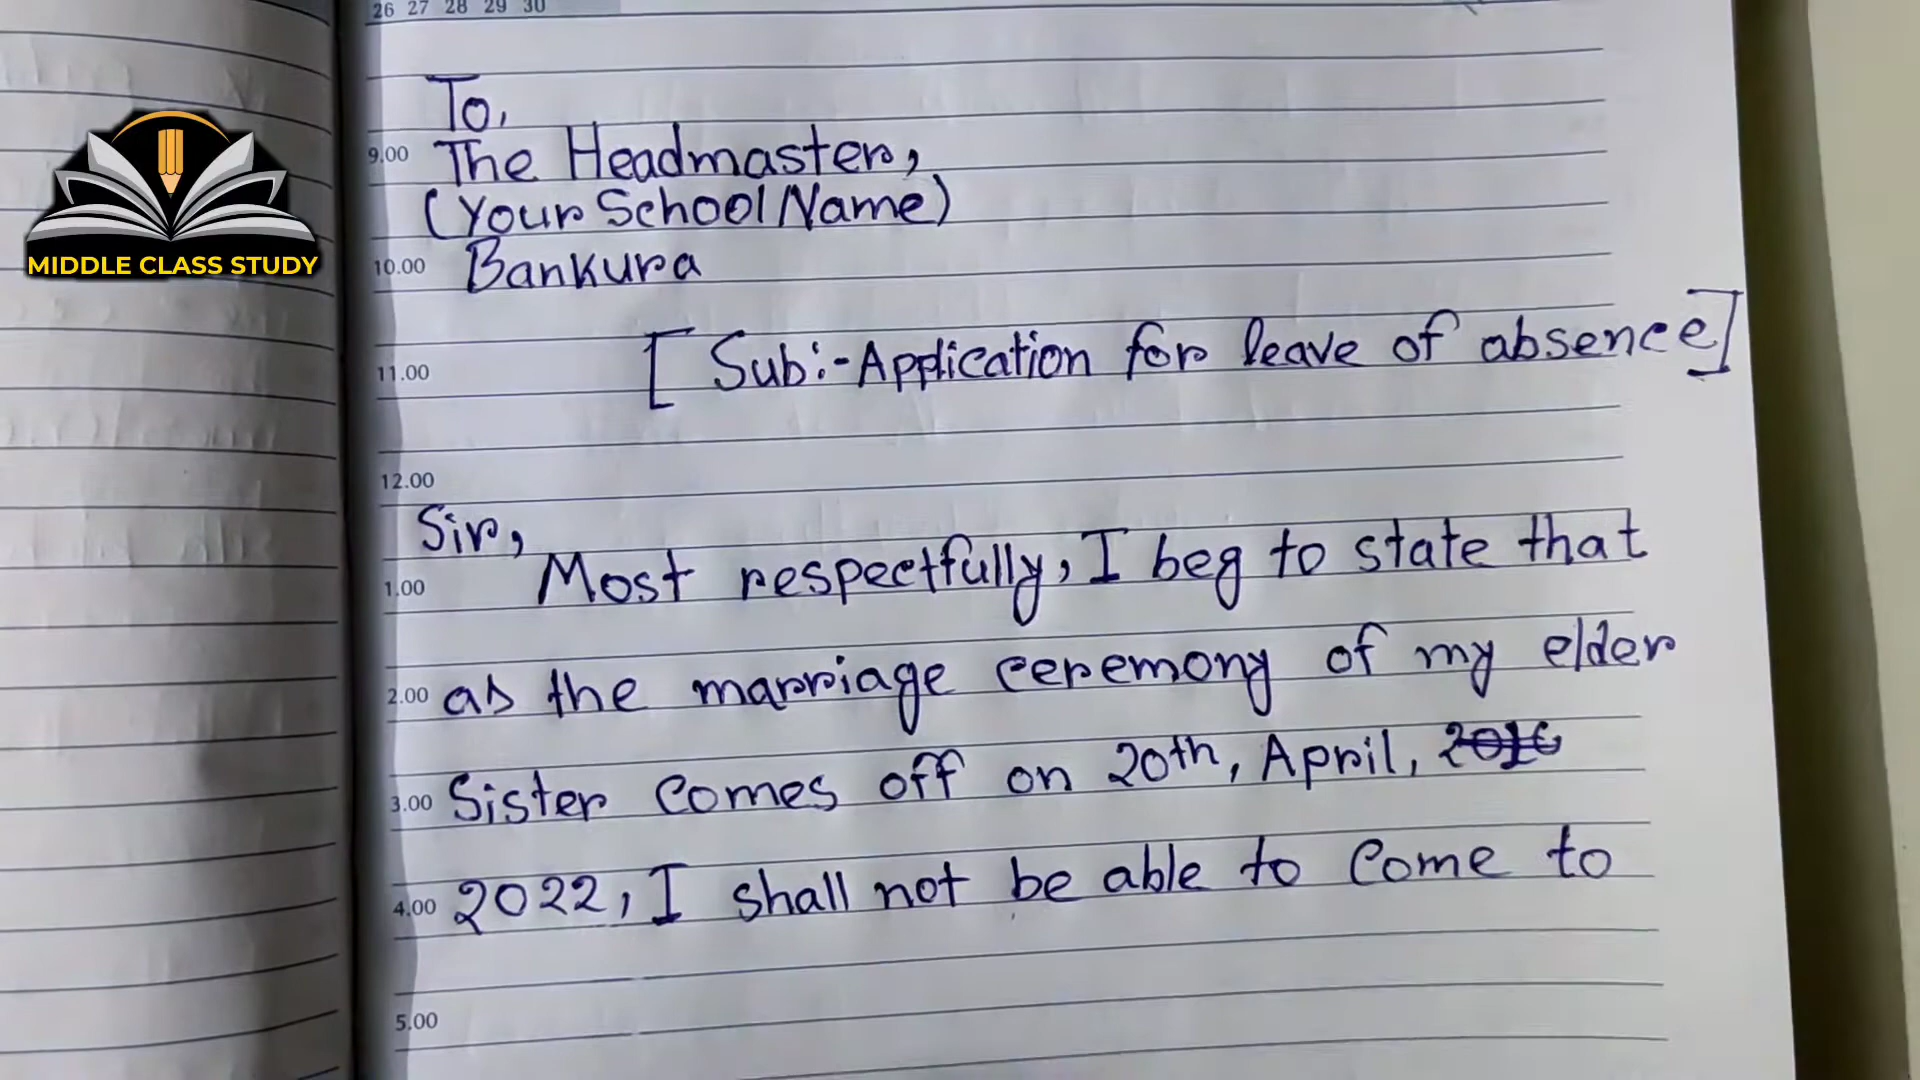 26 27 28 29 30
To,
9.00 The Headmaster,
(Your School Name)
10.00 Bankura
11.00 [Sub:-Application for leave of absence]
12.00
Sir,
1.00 Most respectfully, I beg to state that
2.00 as the marriage ceremony of my elder
3.00 Sister comes off on 20th, April, 2016
4.00 2022, I shall not be able to come to
5.00
MIDDLE CLASS STUDY